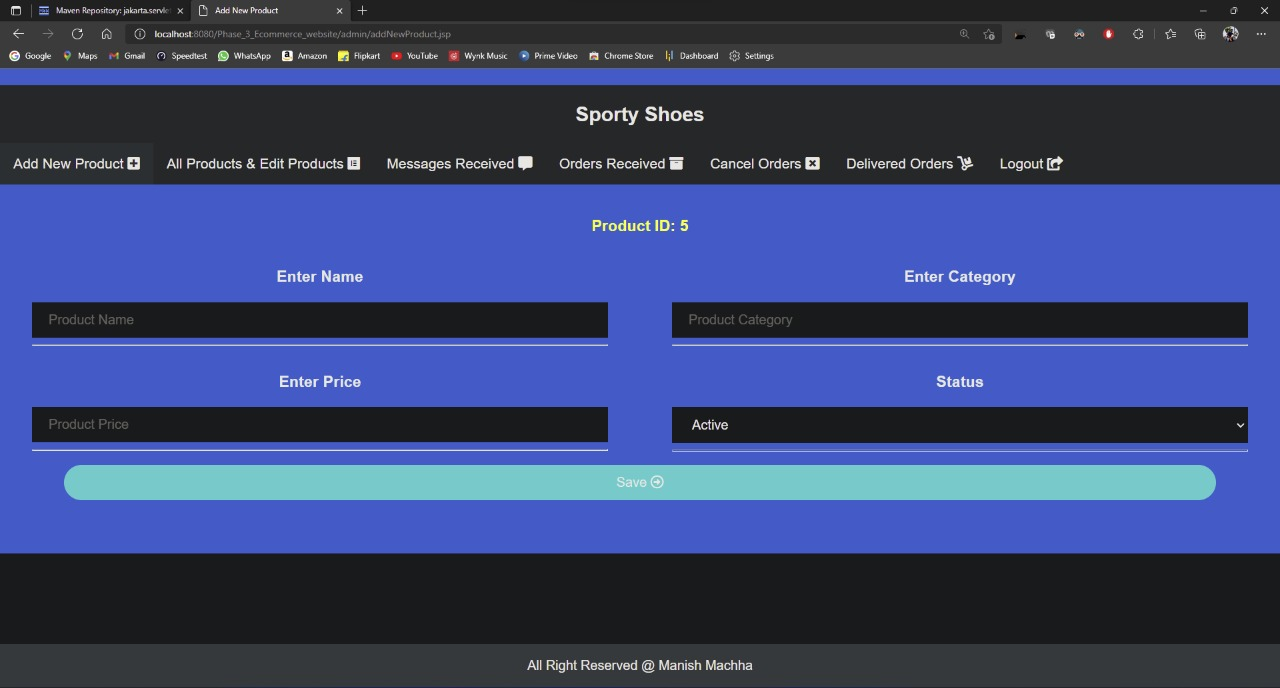 Maven Repository: jakarta.servlet
Add New Product
localhost:8080/Phase_3_Ecommerce_website/admin/addNewProduct.jsp
Google Maps Gmail Speedtest WhatsApp Amazon Flipkart YouTube Wynk Music Prime Video Chrome Store Dashboard Settings
Sporty Shoes
Add New Product All Products & Edit Products Messages Received Orders Received Cancel Orders Delivered Orders Logout
Product ID: 5
Enter Name
Enter Category
Product Name
Product Category
Enter Price
Status
Product Price
Active
Save
All Right Reserved @ Manish Machha